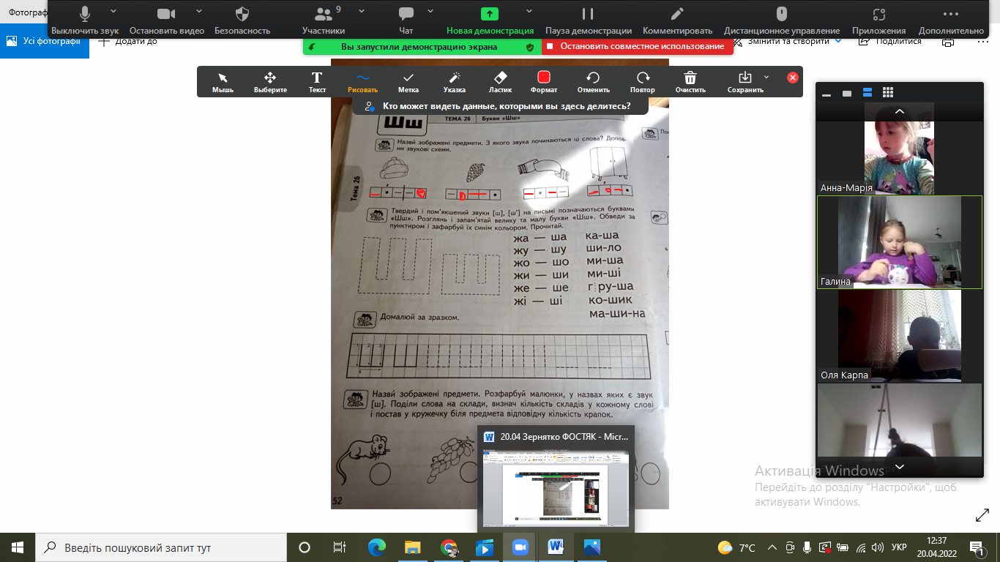 Фотограф
Выключить звук
Остановить видео
Безопасность
9
Участники
Чат
Новая демонстрация
Пауза демонстрации
Комментировать
Дистанционное управление
Приложения
Дополнительно
Усі фотографії
Додати до
Вы запустили демонстрацию экрана
Остановить совместное использование
Змінити та створити
Поділитися
Мышь
Выберите
Текст
Рисовать
Метка
Указка
Ластик
Формат
Отменить
Повтор
Очистить
Сохранить
Кто может видеть данные, которыми вы здесь делитесь?
Шш
ТЕМА 26
Букви «Шш»
Назви́ зображені предмети. З якого звука починаються ці слова? Допов-
ни звукові схеми.
Тема 26
Твердий і пом'якшений звуки [ш], [ш'] на письмі позначаються буквами
«Шш». Розглянь і запам'ятай велику та малу букви «Шш». Обведи за
пунктиром і зафарбуй їх синім кольором. Прочитай.
жа — ша ка-ша
жу — шу ши-ло
жо — шо ми-ша
жи — ши ми-ші
же — ше гру-ша
жі — ші ко-шик
ма-ши-на
Домалюй за зразком.
2 3
4
Назви́ зображені предмети. Розфарбуй малюнки, у назвах яких є звук
[ш]. Поділи слова на склади, визнач кількість складів у кожному слові
і постав у кружечку біля предмета відповідну кількість крапок.
52
Анна-Марія
Галина
Оля Карпа
20.04 Зернятко ФОСТЯК - Micr...
Активація Windows
Перейдіть до розділу "Настройки", щоб
активувати Windows.
Введіть пошуковий запит тут
7°C
УКР
12:37
20.04.2022
1